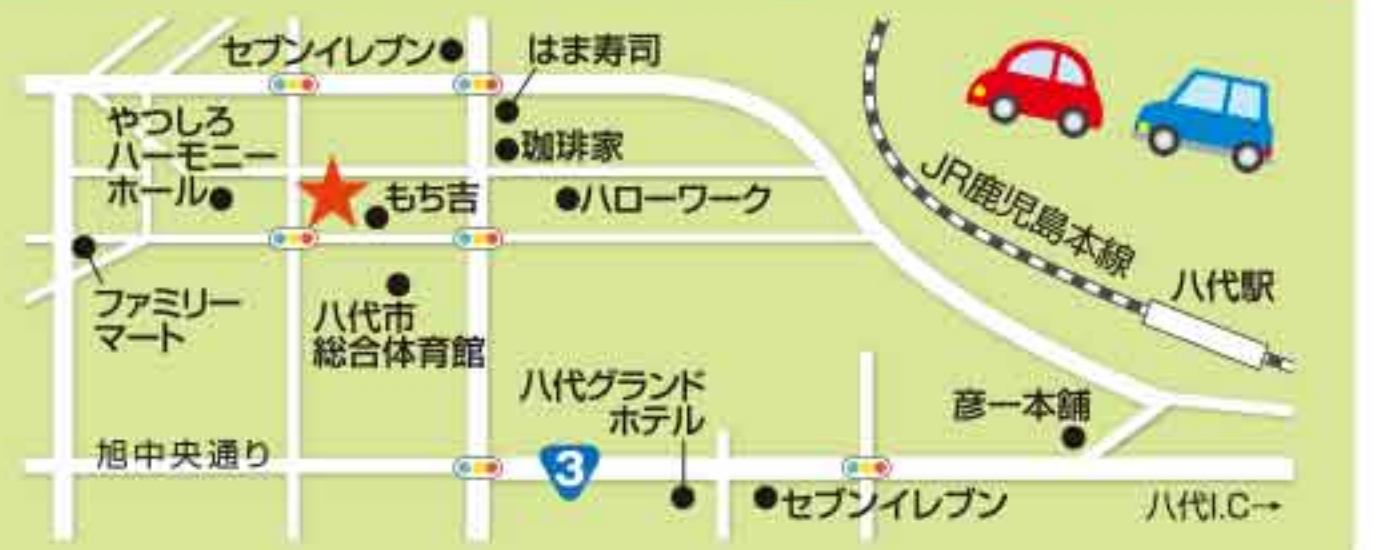 セブンイレブン
はま寿司
やつしろ
ハーモニー
ホール
珈琲家
もち吉
ハローワーク
JR鹿児島本線
八代駅
ファミリー
マート
八代市
総合体育館
八代グランド
ホテル
彦一本舗
旭中央通り
3
セブンイレブン
八代I.C→